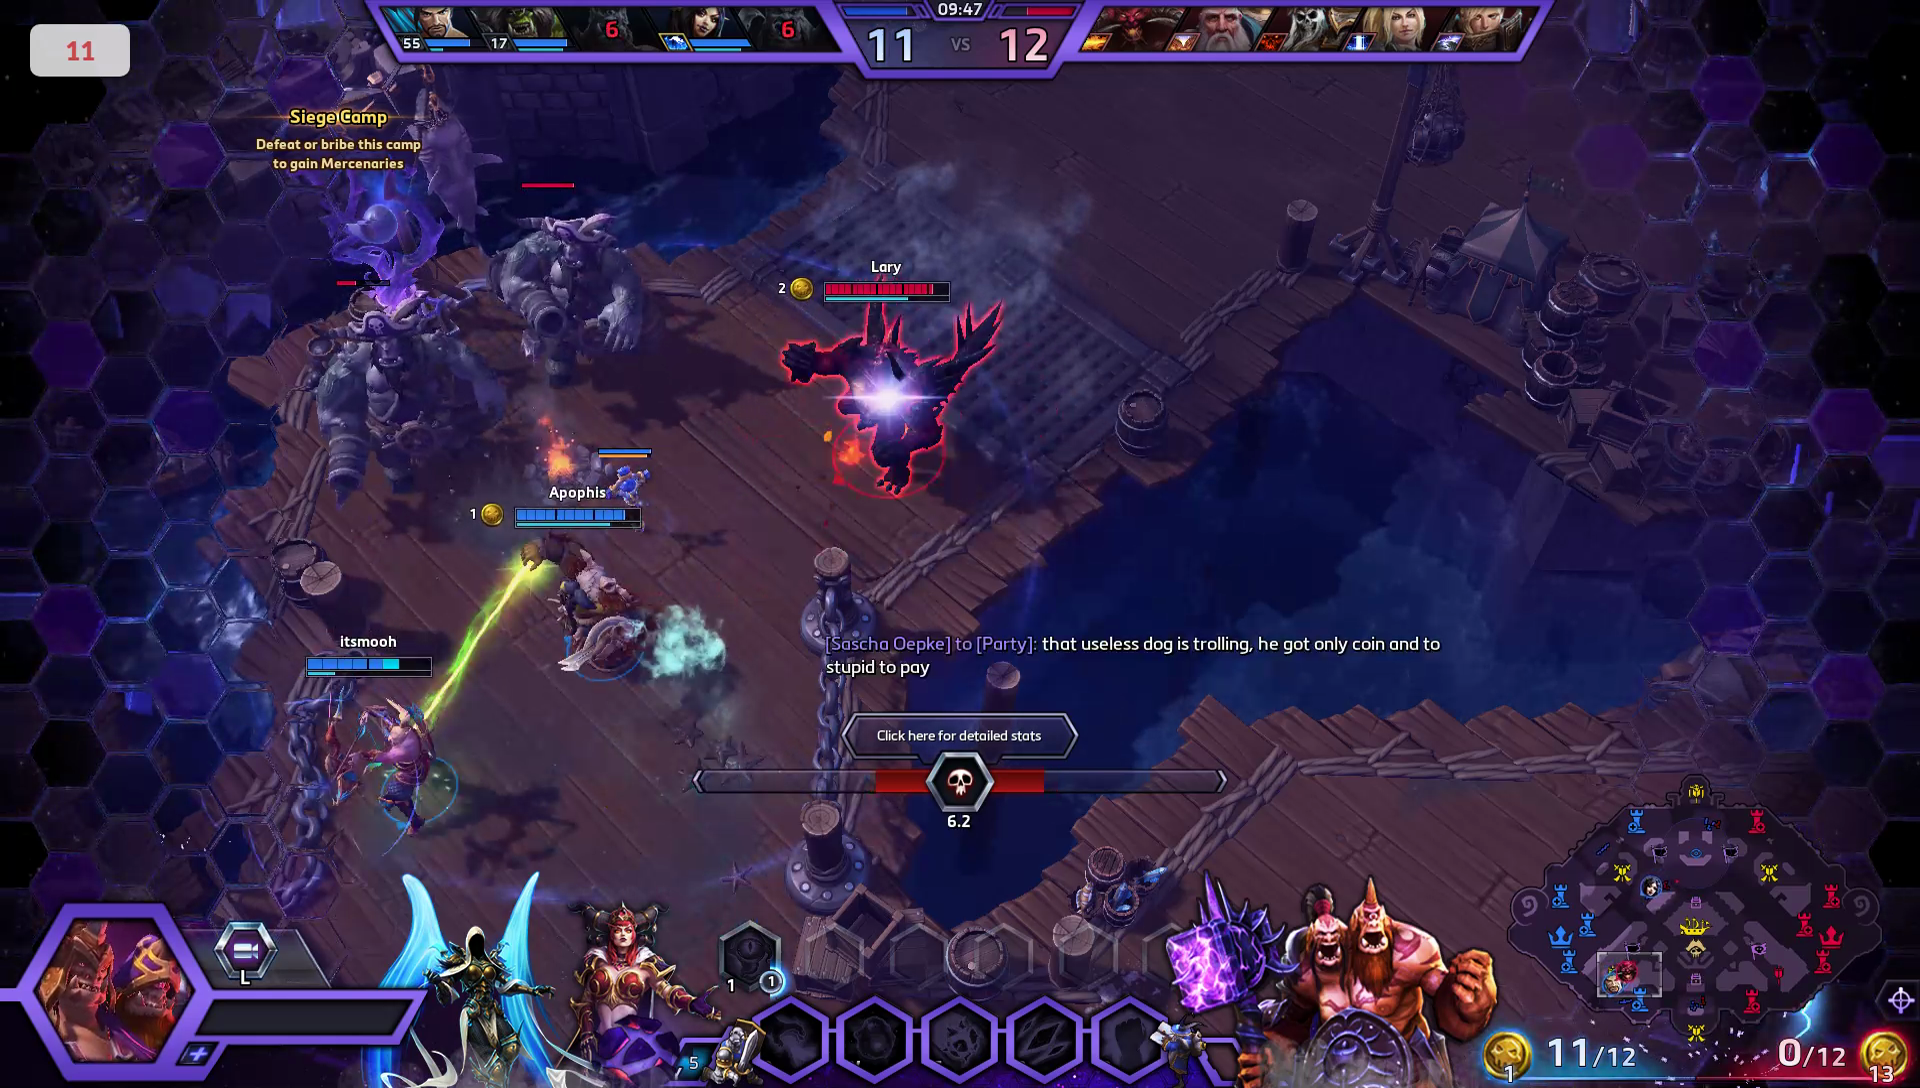 11
55
17
6
6
09:47
11 VS 12
Siege Camp
Defeat or bribe this camp
to gain Mercenaries
Lary
2
Apophis
1
itsmooh
[Sascha Oepke] to [Party]: that useless dog is trolling, he got only coin and to
stupid to pay
Click here for detailed stats
6.2
L
1
1
5
11/12
1
0/12
13